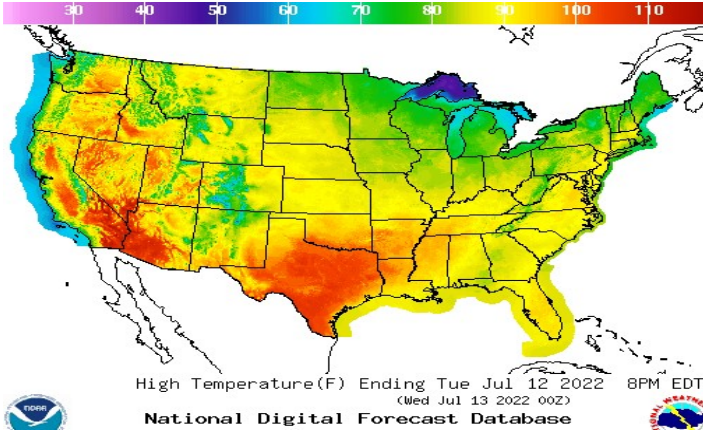 30 40 50 60 70 80 90 100 110
High Temperature(F) Ending Tue Jul 12 2022 8PM EDT
(Wed Jul 13 2022 00Z)
National Digital Forecast Database
noaa